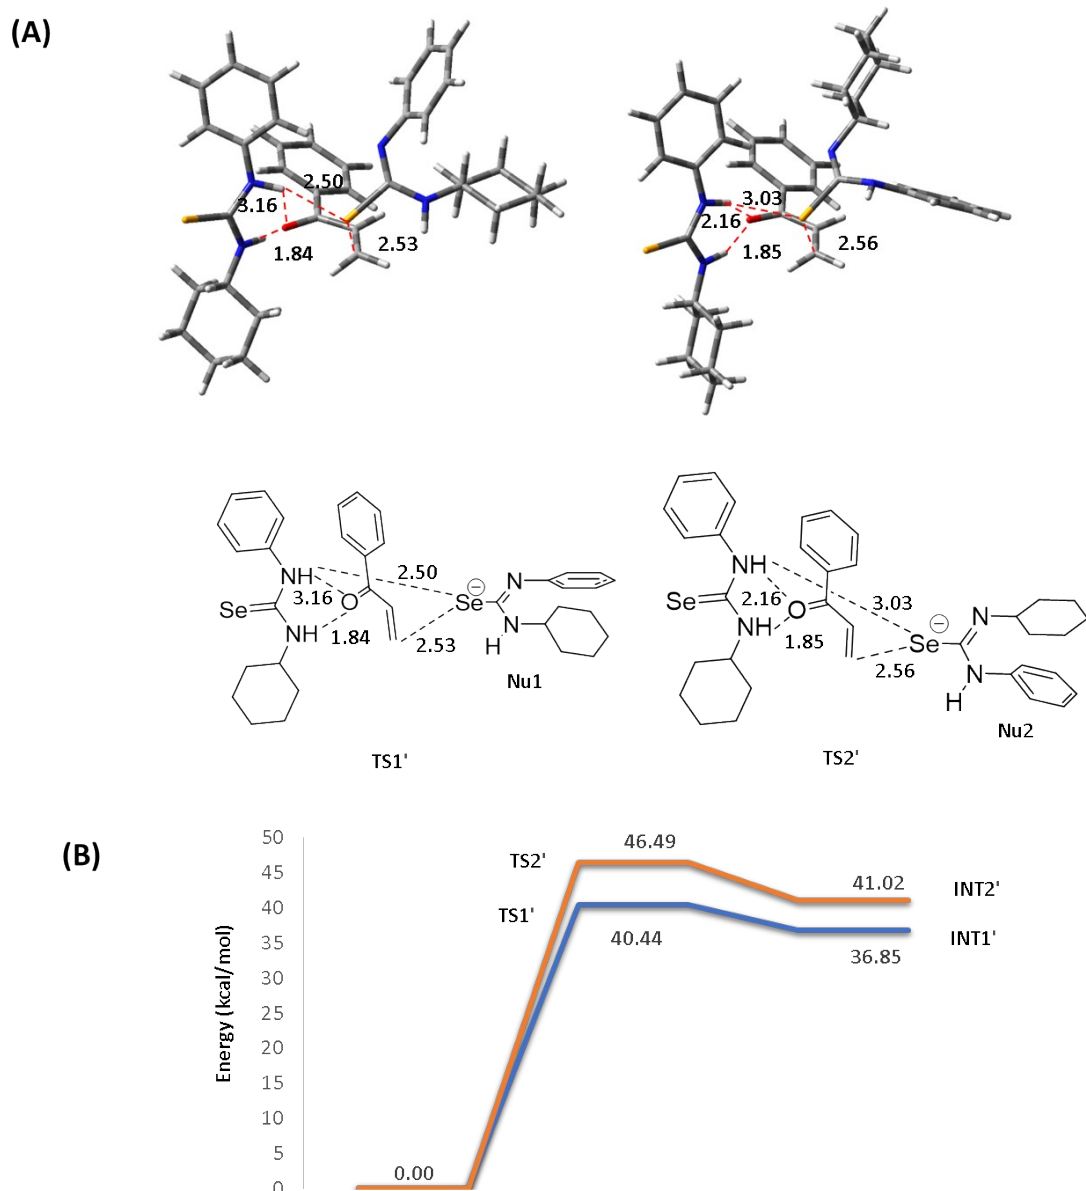 (A)
2.50
3.16
1.84
2.53
3.03
2.16
1.85
2.56
NH
Se
NH
O
3.16
1.84
2.50
2.53
Se
⊖
N
N
H
Nu1
TS1'
NH
Se
NH
O
2.16
1.85
3.03
2.56
Se
⊖
N
N
H
Nu2
TS2'
(B)
Energy (kcal/mol)
50
45
40
35
30
25
20
15
10
5
0
TS2'
46.49
41.02
INT2'
TS1'
40.44
36.85
INT1'
0.00